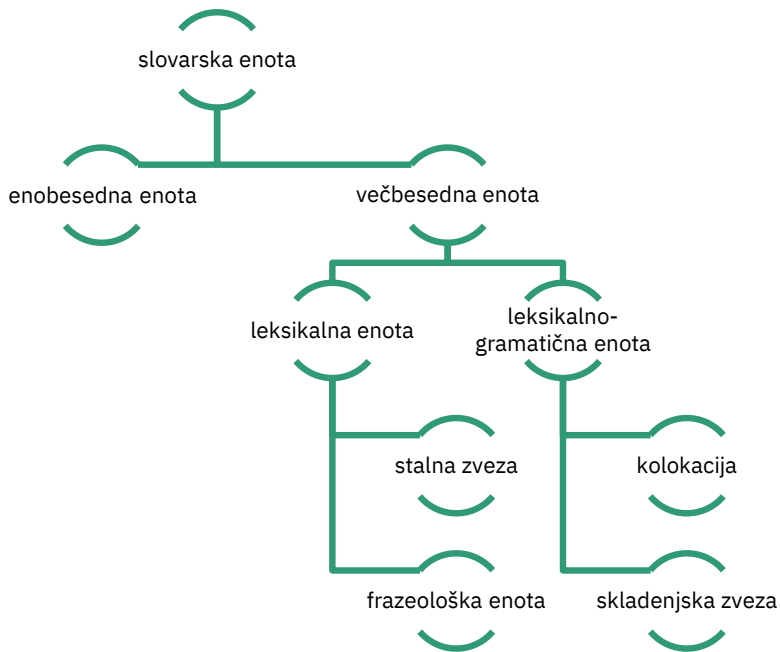 slovarska enota
enobesedna enota
večbesedna enota
leksikalna enota
leksikalno-
gramatična enota
stalna zveza
kolokacija
frazeološka enota
skladenjska zveza